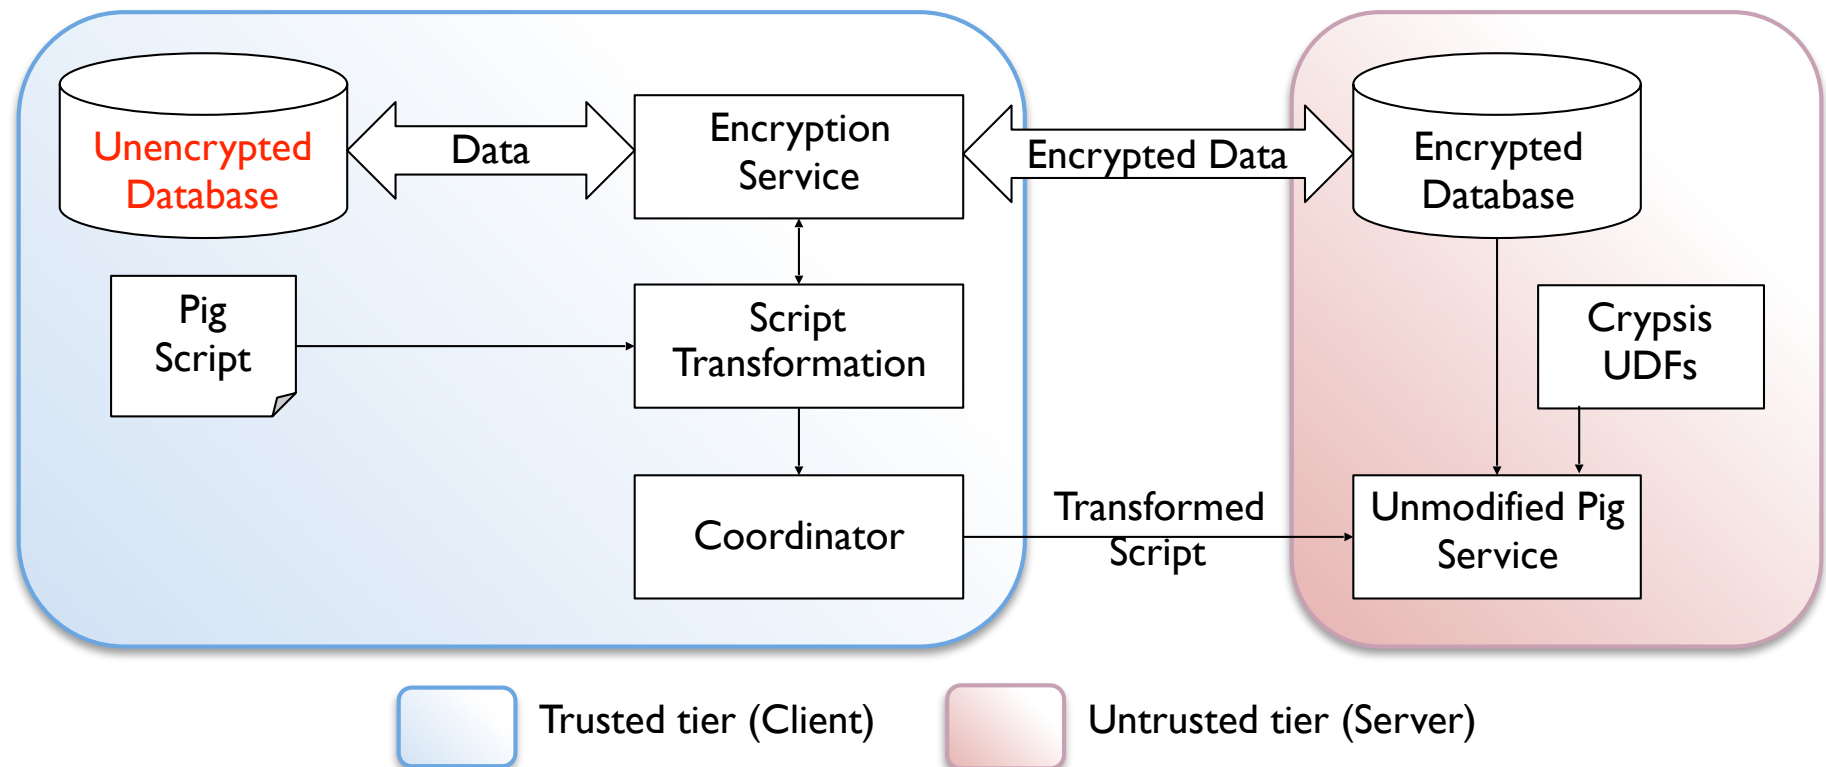 Unencrypted
Database
Data
Encryption
Service
Encrypted Data
Encrypted
Database
Pig
Script
Script
Transformation
Crypsis
UDFs
Coordinator
Transformed
Script
Unmodified Pig
Service
Trusted tier (Client)
Untrusted tier (Server)